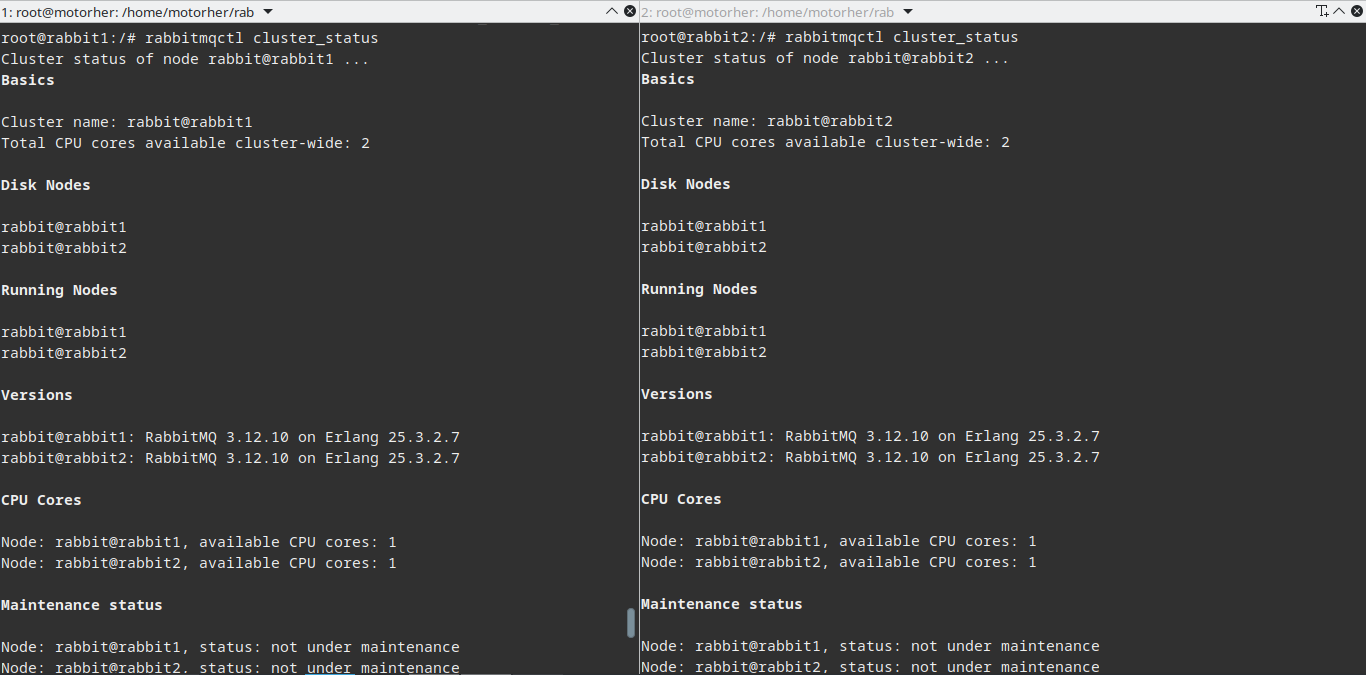 1: root@motorher: /home/motorher/rab
root@rabbit1:/# rabbitmqctl cluster_status
Cluster status of node rabbit@rabbit1 ...
Basics
Cluster name: rabbit@rabbit1
Total CPU cores available cluster-wide: 2
Disk Nodes
rabbit@rabbit1
rabbit@rabbit2
Running Nodes
rabbit@rabbit1
rabbit@rabbit2
Versions
rabbit@rabbit1: RabbitMQ 3.12.10 on Erlang 25.3.2.7
rabbit@rabbit2: RabbitMQ 3.12.10 on Erlang 25.3.2.7
CPU Cores
Node: rabbit@rabbit1, available CPU cores: 1
Node: rabbit@rabbit2, available CPU cores: 1
Maintenance status
Node: rabbit@rabbit1, status: not under maintenance
Node: rabbit@rabbit2, status: not under maintenance
2: root@motorher: /home/motorher/rab
root@rabbit2:/# rabbitmqctl cluster_status
Cluster status of node rabbit@rabbit2 ...
Basics
Cluster name: rabbit@rabbit2
Total CPU cores available cluster-wide: 2
Disk Nodes
rabbit@rabbit1
rabbit@rabbit2
Running Nodes
rabbit@rabbit1
rabbit@rabbit2
Versions
rabbit@rabbit1: RabbitMQ 3.12.10 on Erlang 25.3.2.7
rabbit@rabbit2: RabbitMQ 3.12.10 on Erlang 25.3.2.7
CPU Cores
Node: rabbit@rabbit1, available CPU cores: 1
Node: rabbit@rabbit2, available CPU cores: 1
Maintenance status
Node: rabbit@rabbit1, status: not under maintenance
Node: rabbit@rabbit2, status: not under maintenance